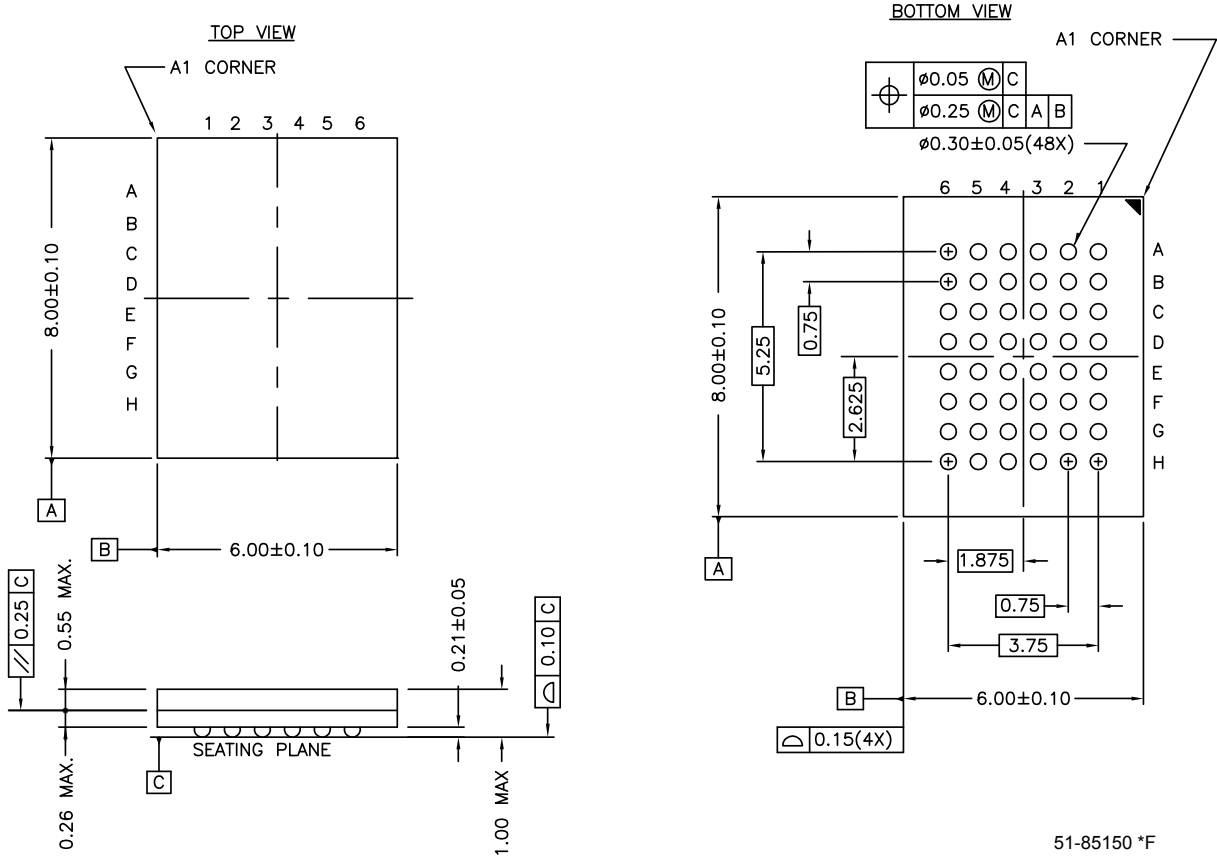 TOP VIEW
A1 CORNER
1 2 3 4 5 6
A
B
C
D
E
F
G
H
8.00±0.10
A
B
6.00±0.10
// 0.25 C
0.55 MAX.
0.21±0.05
⌓ 0.10 C
SEATING PLANE
C
0.26 MAX.
1.00 MAX
BOTTOM VIEW
A1 CORNER
⌖ ø0.05 Ⓜ C
ø0.25 Ⓜ C A B
ø0.30±0.05(48X)
6 5 4 3 2 1
A
B
C
D
E
F
G
H
8.00±0.10
5.25
0.75
2.625
A
1.875
0.75
3.75
B
6.00±0.10
⌓ 0.15(4X)
51-85150 *F